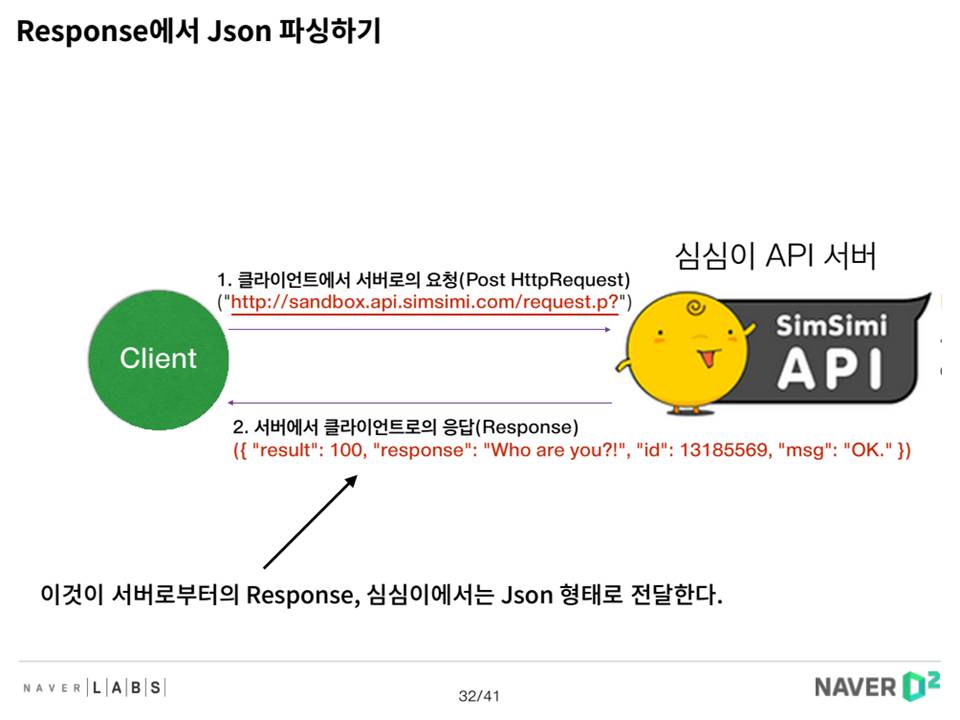 Response에서 Json 파싱하기
심심이 API 서버
1. 클라이언트에서 서버로의 요청(Post HttpRequest)
("http://sandbox.api.simsimi.com/request.p?")
SimSimi
API
Client
2. 서버에서 클라이언트로의 응답(Response)
({ "result": 100, "response": "Who are you?!", "id": 13185569, "msg": "OK." })
이것이 서버로부터의 Response, 심심이에서는 Json 형태로 전달한다.
NAVER LABS
32/41
NAVER D2